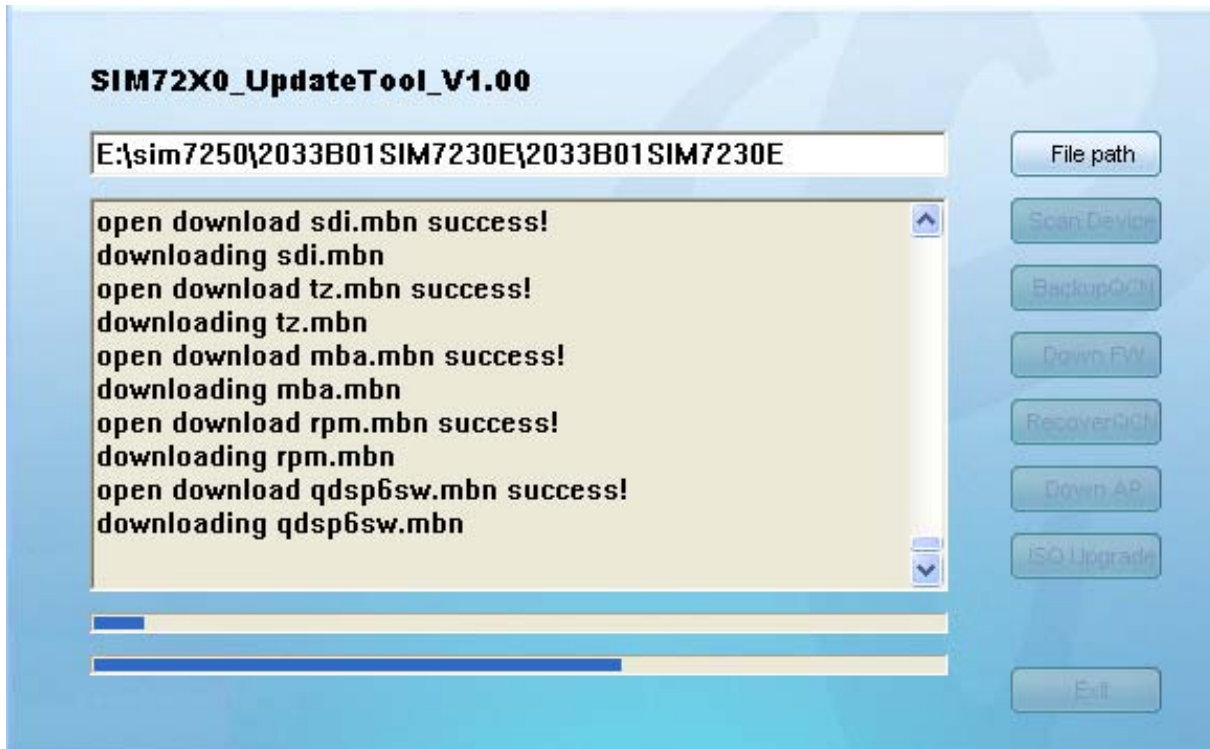 SIM72X0_UpdateTool_V1.00
E:\sim7250\2033B01SIM7230E\2033B01SIM7230E
File path
open download sdi.mbn success!
downloading sdi.mbn
open download tz.mbn success!
downloading tz.mbn
open download mba.mbn success!
downloading mba.mbn
open download rpm.mbn success!
downloading rpm.mbn
open download qdsp6sw.mbn success!
downloading qdsp6sw.mbn
Scan Device
BackupQCN
Down FW
RecoverQCN
Down AP
ISO Upgrade
Exit